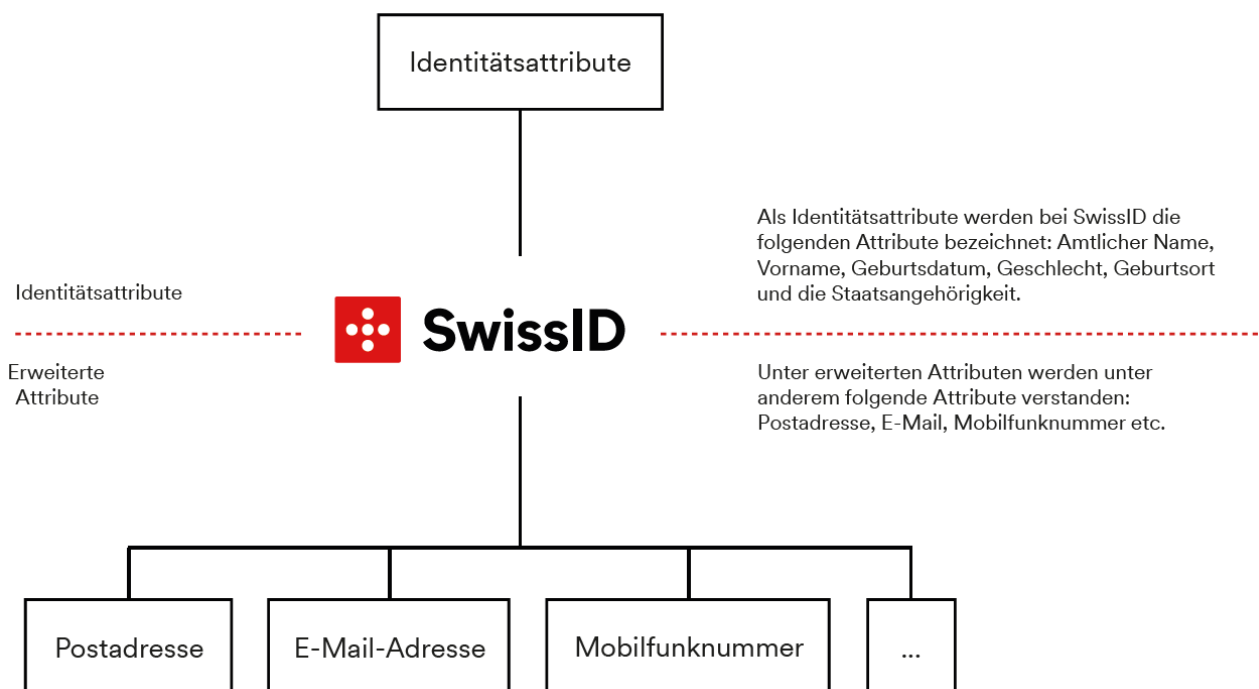 Identitätsattribute
Als Identitätsattribute werden bei SwissID die
folgenden Attribute bezeichnet: Amtlicher Name,
Vorname, Geburtsdatum, Geschlecht, Geburtsort
und die Staatsangehörigkeit.
Identitätsattribute
SwissID
Erweiterte
Attribute
Unter erweiterten Attributen werden unter
anderem folgende Attribute verstanden:
Postadresse, E-Mail, Mobilfunknummer etc.
Postadresse
E-Mail-Adresse
Mobilfunknummer
...